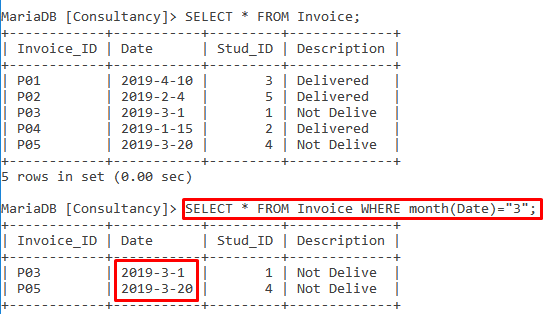 MariaDB [Consultancy]> SELECT * FROM Invoice;
+------------+-----------+---------+-------------+
| Invoice_ID | Date      | Stud_ID | Description |
+------------+-----------+---------+-------------+
| P01        | 2019-4-10 |       3 | Delivered   |
| P02        | 2019-2-4  |       5 | Delivered   |
| P03        | 2019-3-1  |       1 | Not Delive  |
| P04        | 2019-1-15 |       2 | Delivered   |
| P05        | 2019-3-20 |       4 | Not Delive  |
+------------+-----------+---------+-------------+
5 rows in set (0.00 sec)
MariaDB [Consultancy]> SELECT * FROM Invoice WHERE month(Date)="3";
+------------+-----------+---------+-------------+
| Invoice_ID | Date      | Stud_ID | Description |
+------------+-----------+---------+-------------+
| P03        | 2019-3-1  |       1 | Not Delive  |
| P05        | 2019-3-20 |       4 | Not Delive  |
+------------+-----------+---------+-------------+